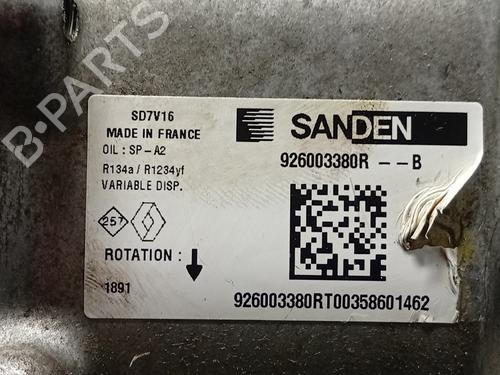 B-PARTS
SD7V16
MADE IN FRANCE
OIL : SP-A2
R134a / R1234yf
VARIABLE DISP.
257
ROTATION :
1891
SANDEN
926003380R -- B
926003380RT00358601462